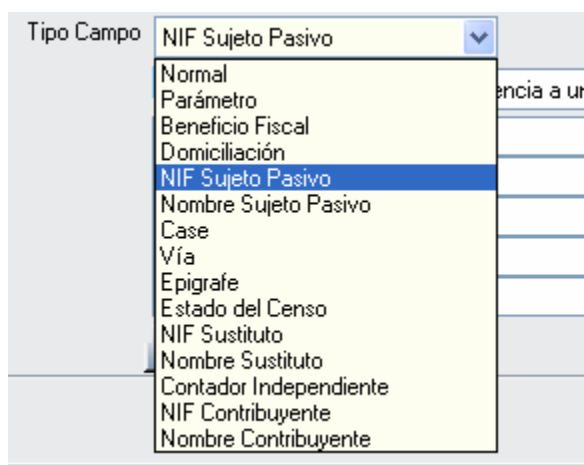 Tipo Campo NIF Sujeto Pasivo
Normal
Parámetro
Beneficio Fiscal
Domiciliación
NIF Sujeto Pasivo
Nombre Sujeto Pasivo
Case
Vía
Epigrafe
Estado del Censo
NIF Sustituto
Nombre Sustituto
Contador Independiente
NIF Contribuyente
Nombre Contribuyente
a